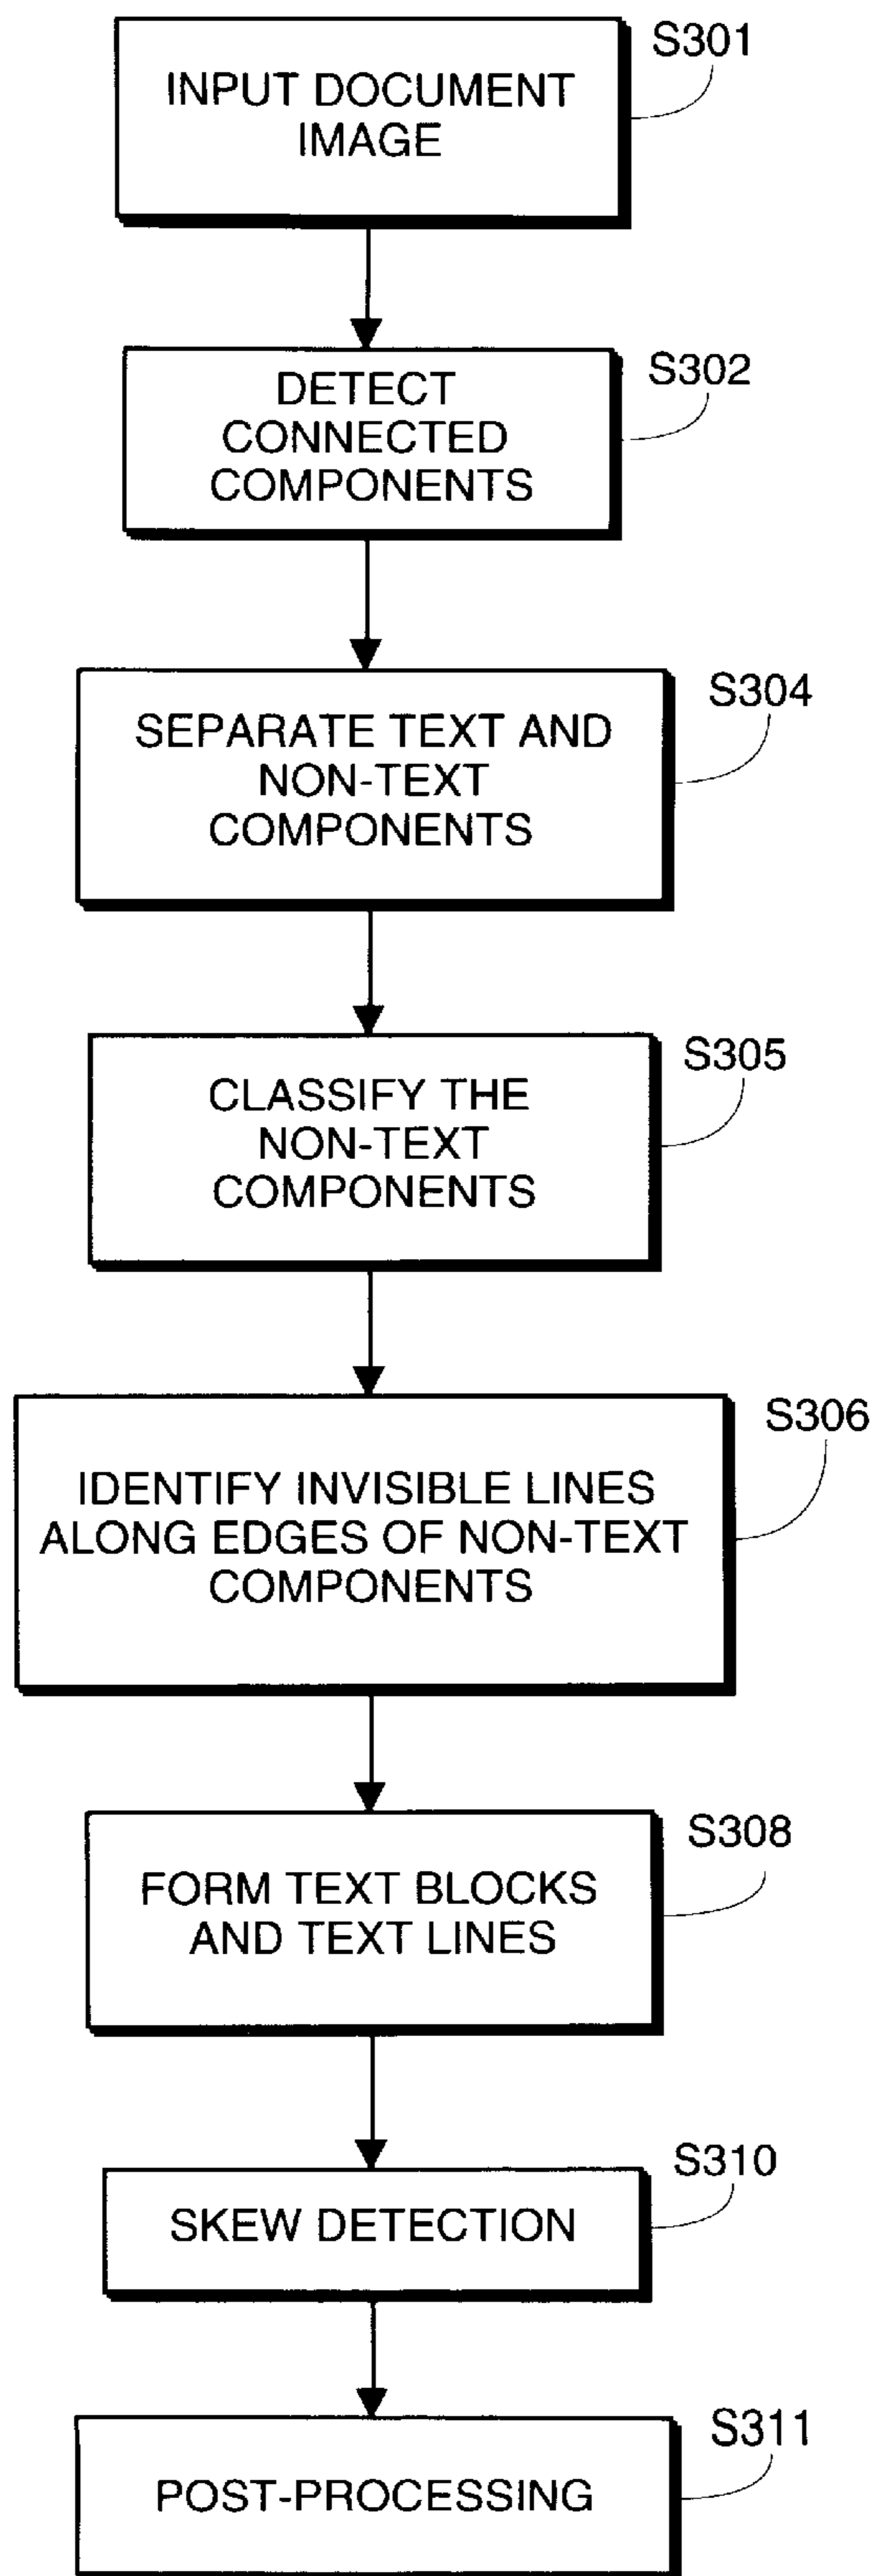 INPUT DOCUMENT
IMAGE
S301
DETECT
CONNECTED
COMPONENTS
S302
SEPARATE TEXT AND
NON-TEXT
COMPONENTS
S304
CLASSIFY THE
NON-TEXT
COMPONENTS
S305
IDENTIFY INVISIBLE LINES
ALONG EDGES OF NON-TEXT
COMPONENTS
S306
FORM TEXT BLOCKS
AND TEXT LINES
S308
SKEW DETECTION
S310
POST-PROCESSING
S311